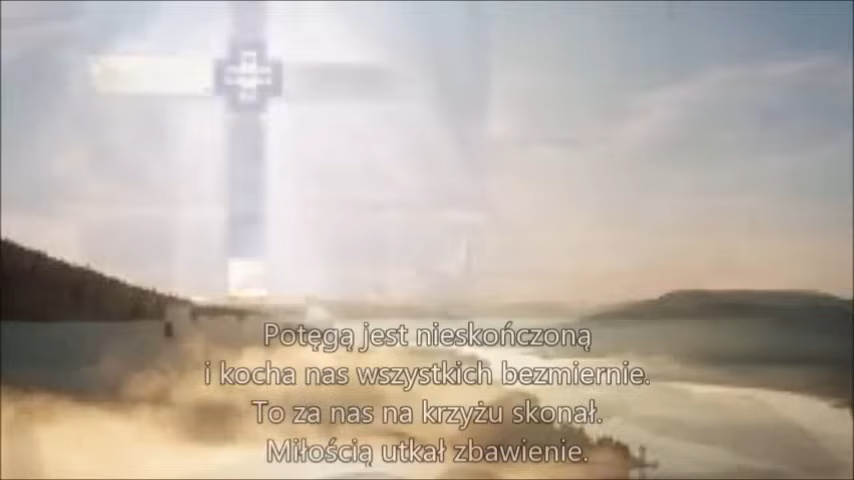 Potęgą jest nieskończoną
i kocha nas wszystkich bezmiernie.
To za nas na krzyżu skonał.
Miłością utkał zbawienie.